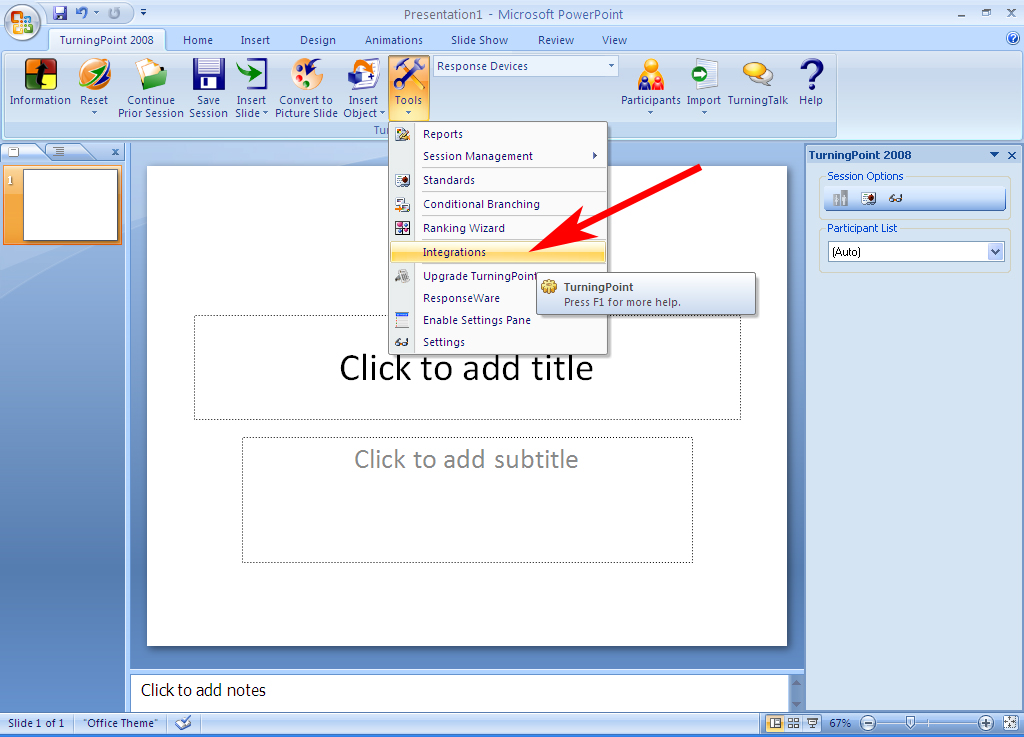 Presentation1 - Microsoft PowerPoint
TurningPoint 2008 Home Insert Design Animations Slide Show Review View
Information Reset Continue Prior Session Save Session Insert Slide Convert to Picture Slide Insert Object Tools Response Devices Participants Import TurningTalk Help
Reports
Session Management
Standards
Conditional Branching
Ranking Wizard
Integrations
Upgrade TurningPoint
ResponseWare
Enable Settings Pane
Settings
TurningPoint
Press F1 for more help.
1
Click to add title
Click to add subtitle
TurningPoint 2008
Session Options
Participant List
(Auto)
Click to add notes
Slide 1 of 1 "Office Theme" 67%